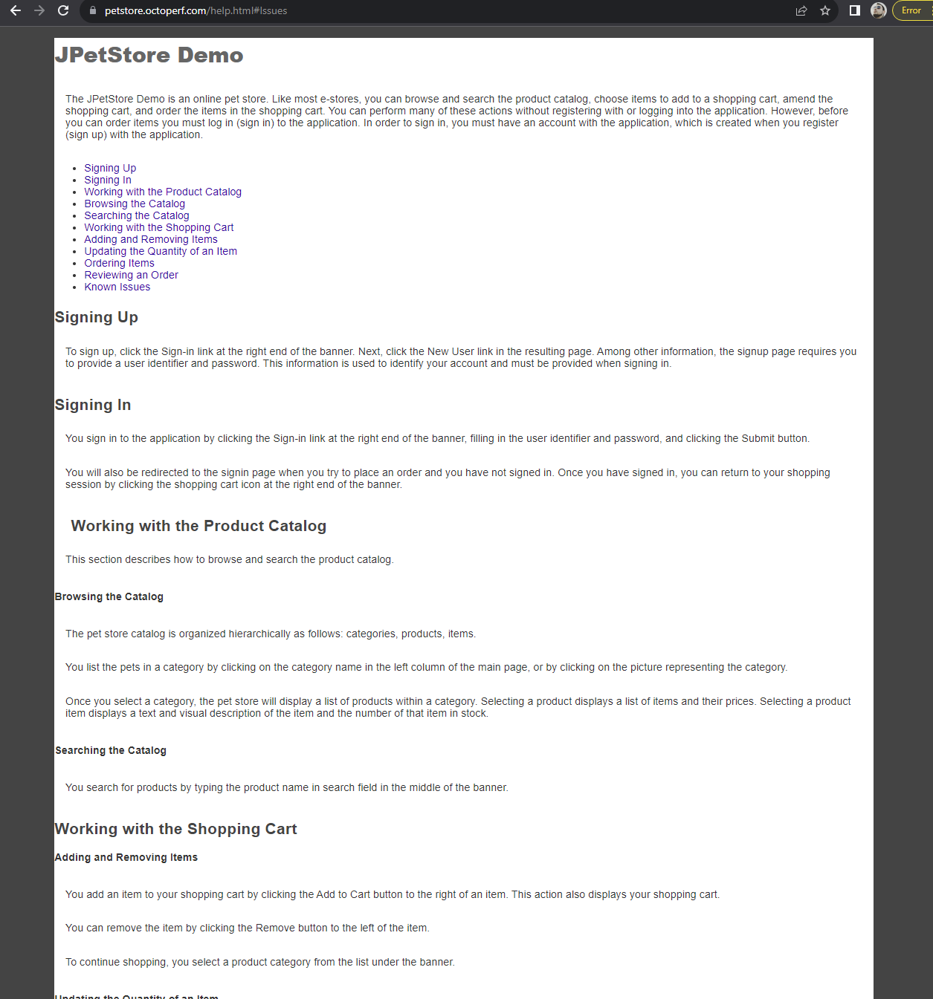 petstore.octoperf.com/help.html#Issues
Error
JPetStore Demo
The JPetStore Demo is an online pet store. Like most e-stores, you can browse and search the product catalog, choose items to add to a shopping cart, amend the
shopping cart, and order the items in the shopping cart. You can perform many of these actions without registering with or logging into the application. However, before
you can order items you must log in (sign in) to the application. In order to sign in, you must have an account with the application, which is created when you register
(sign up) with the application.
• Signing Up
• Signing In
• Working with the Product Catalog
• Browsing the Catalog
• Searching the Catalog
• Working with the Shopping Cart
• Adding and Removing Items
• Updating the Quantity of an Item
• Ordering Items
• Reviewing an Order
• Known Issues
Signing Up
To sign up, click the Sign-in link at the right end of the banner. Next, click the New User link in the resulting page. Among other information, the signup page requires you
to provide a user identifier and password. This information is used to identify your account and must be provided when signing in.
Signing In
You sign in to the application by clicking the Sign-in link at the right end of the banner, filling in the user identifier and password, and clicking the Submit button.
You will also be redirected to the signin page when you try to place an order and you have not signed in. Once you have signed in, you can return to your shopping
session by clicking the shopping cart icon at the right end of the banner.
Working with the Product Catalog
This section describes how to browse and search the product catalog.
Browsing the Catalog
The pet store catalog is organized hierarchically as follows: categories, products, items.
You list the pets in a category by clicking on the category name in the left column of the main page, or by clicking on the picture representing the category.
Once you select a category, the pet store will display a list of products within a category. Selecting a product displays a list of items and their prices. Selecting a product
item displays a text and visual description of the item and the number of that item in stock.
Searching the Catalog
You search for products by typing the product name in search field in the middle of the banner.
Working with the Shopping Cart
Adding and Removing Items
You add an item to your shopping cart by clicking the Add to Cart button to the right of an item. This action also displays your shopping cart.
You can remove the item by clicking the Remove button to the left of the item.
To continue shopping, you select a product category from the list under the banner.
Updating the Quantity of an Item